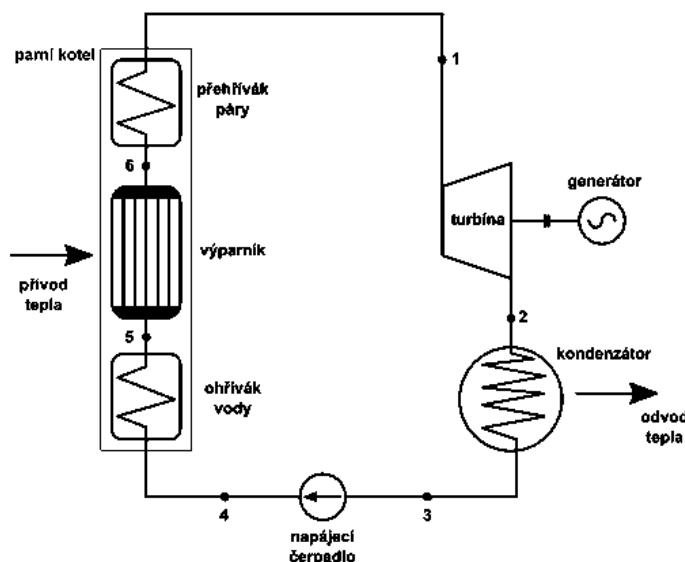 parní kotel
1
přehřívák
páry
6
generátor
turbína
výparník
přívod
tepla
5
2
kondenzátor
ohřívák
vody
odvod
tepla
4
3
napájecí
čerpadlo